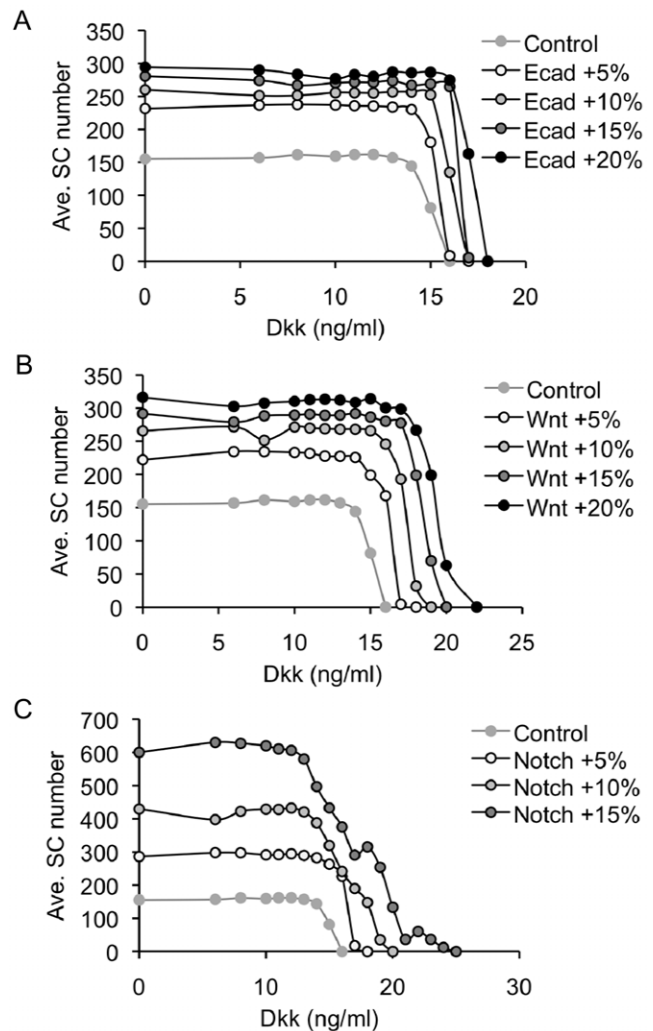 A
Ave. SC number
350
300
250
200
150
100
50
0
0 5 10 15 20
Dkk (ng/ml)
Control
Ecad +5%
Ecad +10%
Ecad +15%
Ecad +20%
B
Ave. SC number
350
300
250
200
150
100
50
0
0 5 10 15 20 25
Dkk (ng/ml)
Control
Wnt +5%
Wnt +10%
Wnt +15%
Wnt +20%
C
Ave. SC number
700
600
500
400
300
200
100
0
0 10 20 30
Dkk (ng/ml)
Control
Notch +5%
Notch +10%
Notch +15%